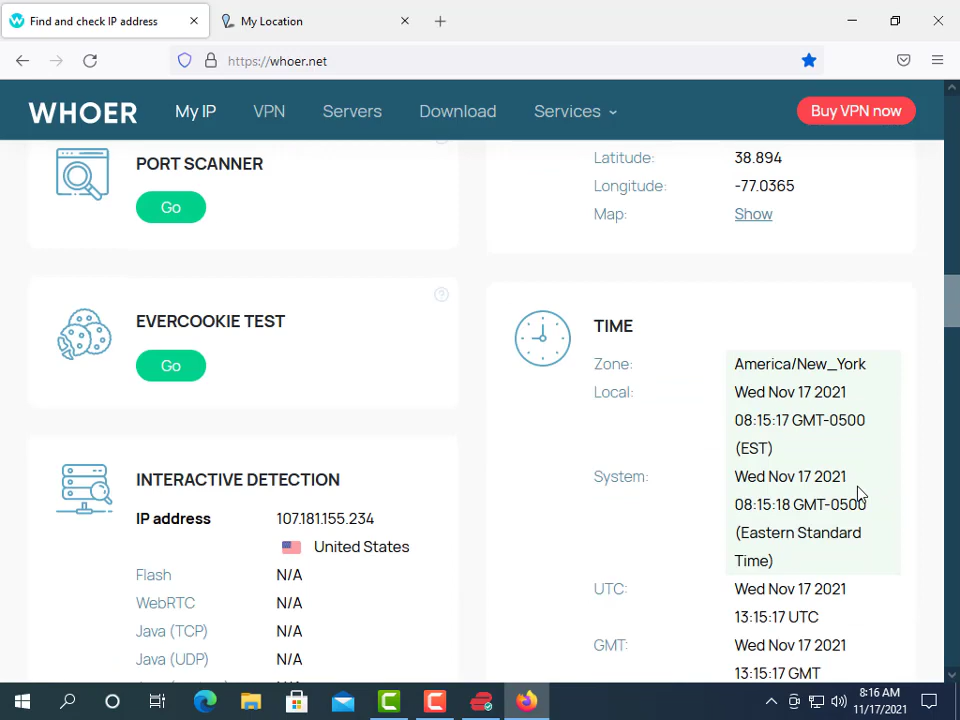 Find and check IP address
My Location
https://whoer.net
WHOER
My IP
VPN
Servers
Download
Services
Buy VPN now
PORT SCANNER
Go
EVERCOOKIE TEST
Go
INTERACTIVE DETECTION
IP address 107.181.155.234
United States
Flash N/A
WebRTC N/A
Java (TCP) N/A
Java (UDP) N/A
Latitude: 38.894
Longitude: -77.0365
Map: Show
TIME
Zone: America/New_York
Local: Wed Nov 17 2021
08:15:17 GMT-0500
(EST)
System: Wed Nov 17 2021
08:15:18 GMT-0500
(Eastern Standard
Time)
UTC: Wed Nov 17 2021
13:15:17 UTC
GMT: Wed Nov 17 2021
13:15:17 GMT
8:16 AM
11/17/2021